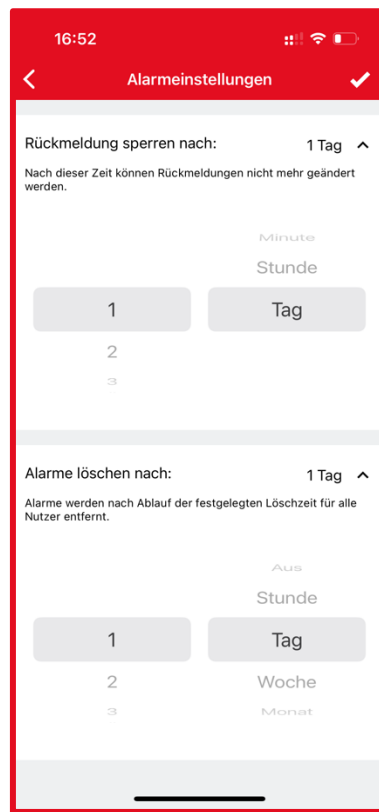 16:52
Alarmeinstellungen
Rückmeldung sperren nach: 1 Tag
Nach dieser Zeit können Rückmeldungen nicht mehr geändert
werden.
Minute
Stunde
1 Tag
2
3
Alarme löschen nach: 1 Tag
Alarme werden nach Ablauf der festgelegten Löschzeit für alle
Nutzer entfernt.
Aus
Stunde
1 Tag
2 Woche
3 Monat